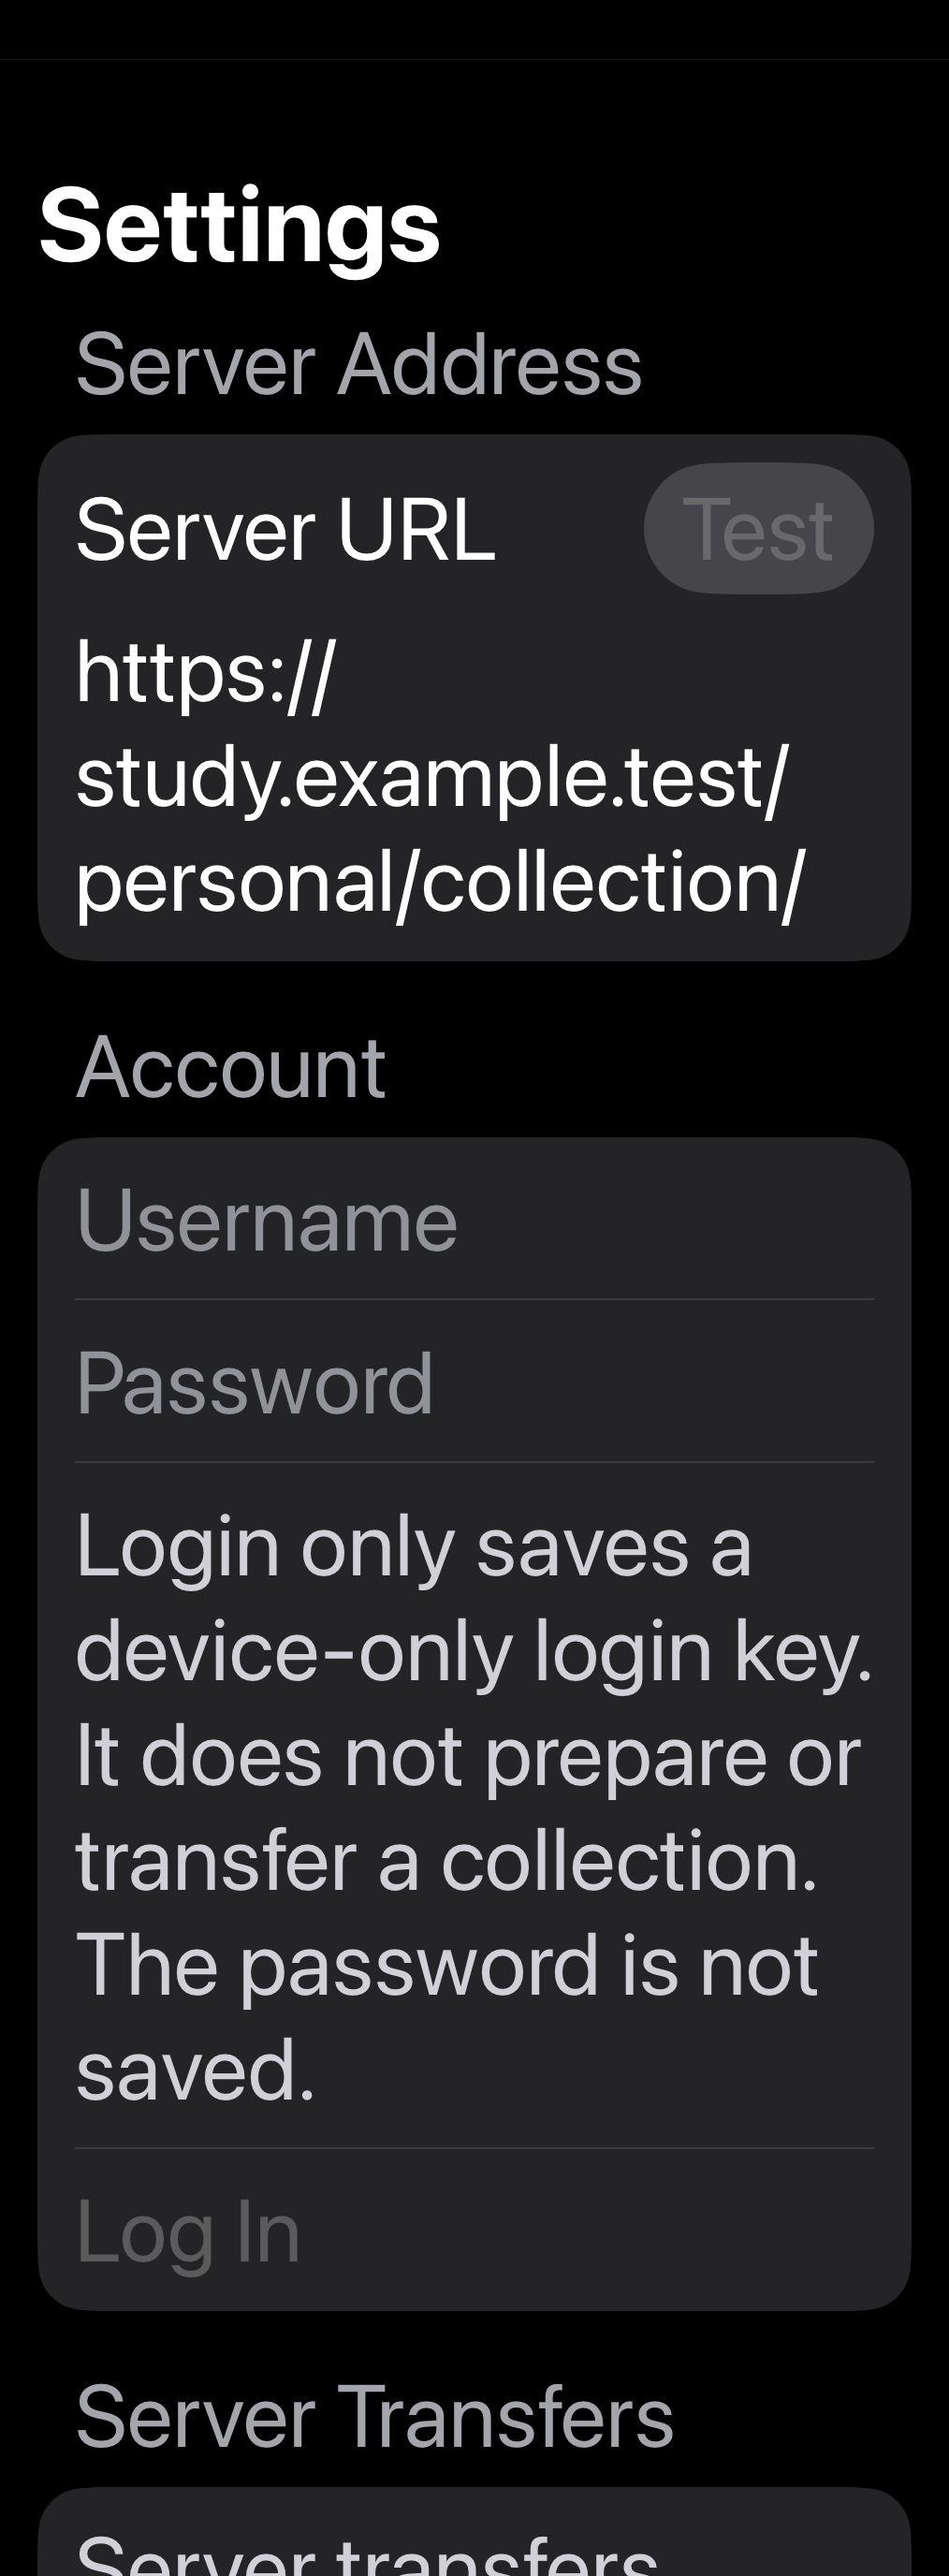 Settings
Server Address
Server URL
Test
https://
study.example.test/
personal/collection/
Account
Username
Password
Login only saves a
device-only login key.
It does not prepare or
transfer a collection.
The password is not
saved.
Log In
Server Transfers
Server transfers